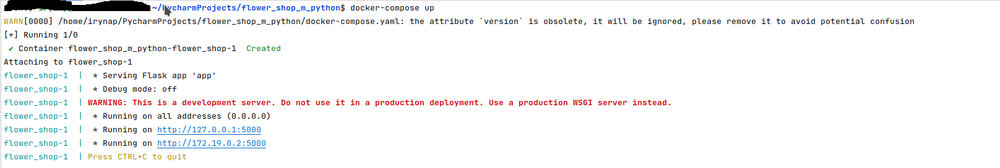 ~/PycharmProjects/flower_shop_m_python$ docker-compose up
WARN[0000] /home/irynap/PycharmProjects/flower_shop_m_python/docker-compose.yaml: the attribute `version` is obsolete, it will be ignored, please remove it to avoid potential confusion
[+] Running 1/0
✔ Container flower_shop_m_python-flower_shop-1 Created
Attaching to flower_shop-1
flower_shop-1 | * Serving Flask app 'app'
flower_shop-1 | * Debug mode: off
flower_shop-1 | WARNING: This is a development server. Do not use it in a production deployment. Use a production WSGI server instead.
flower_shop-1 | * Running on all addresses (0.0.0.0)
flower_shop-1 | * Running on http://127.0.0.1:5000
flower_shop-1 | * Running on http://172.19.0.2:5000
flower_shop-1 | Press CTRL+C to quit